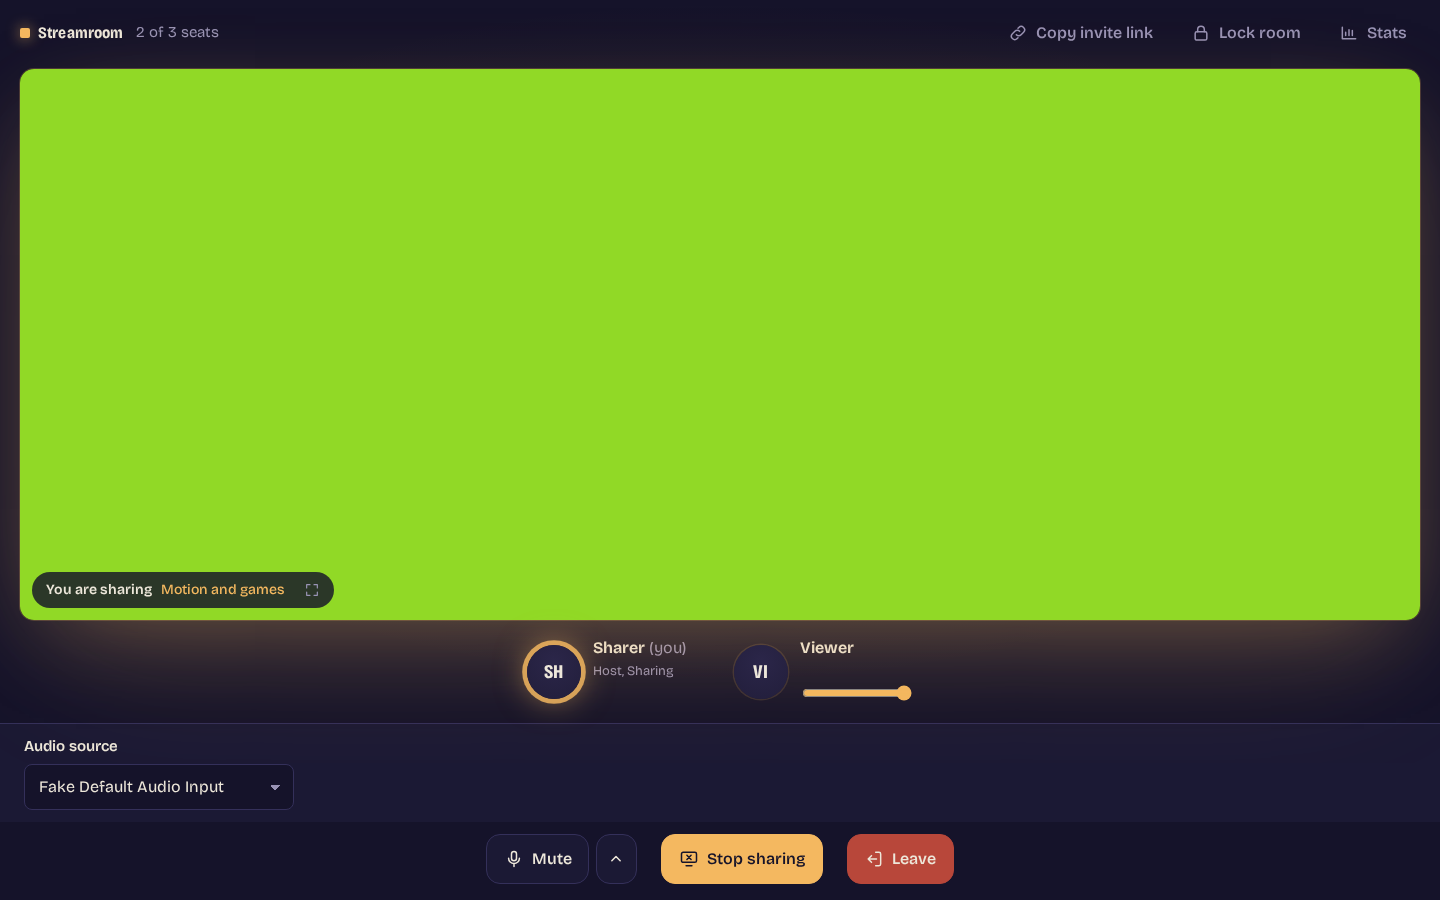 Streamroom 2 of 3 seats Copy invite link Lock room Stats
You are sharing Motion and games
SH Sharer (you) VI Viewer
Host, Sharing
Audio source
Fake Default Audio Input
Mute Stop sharing Leave